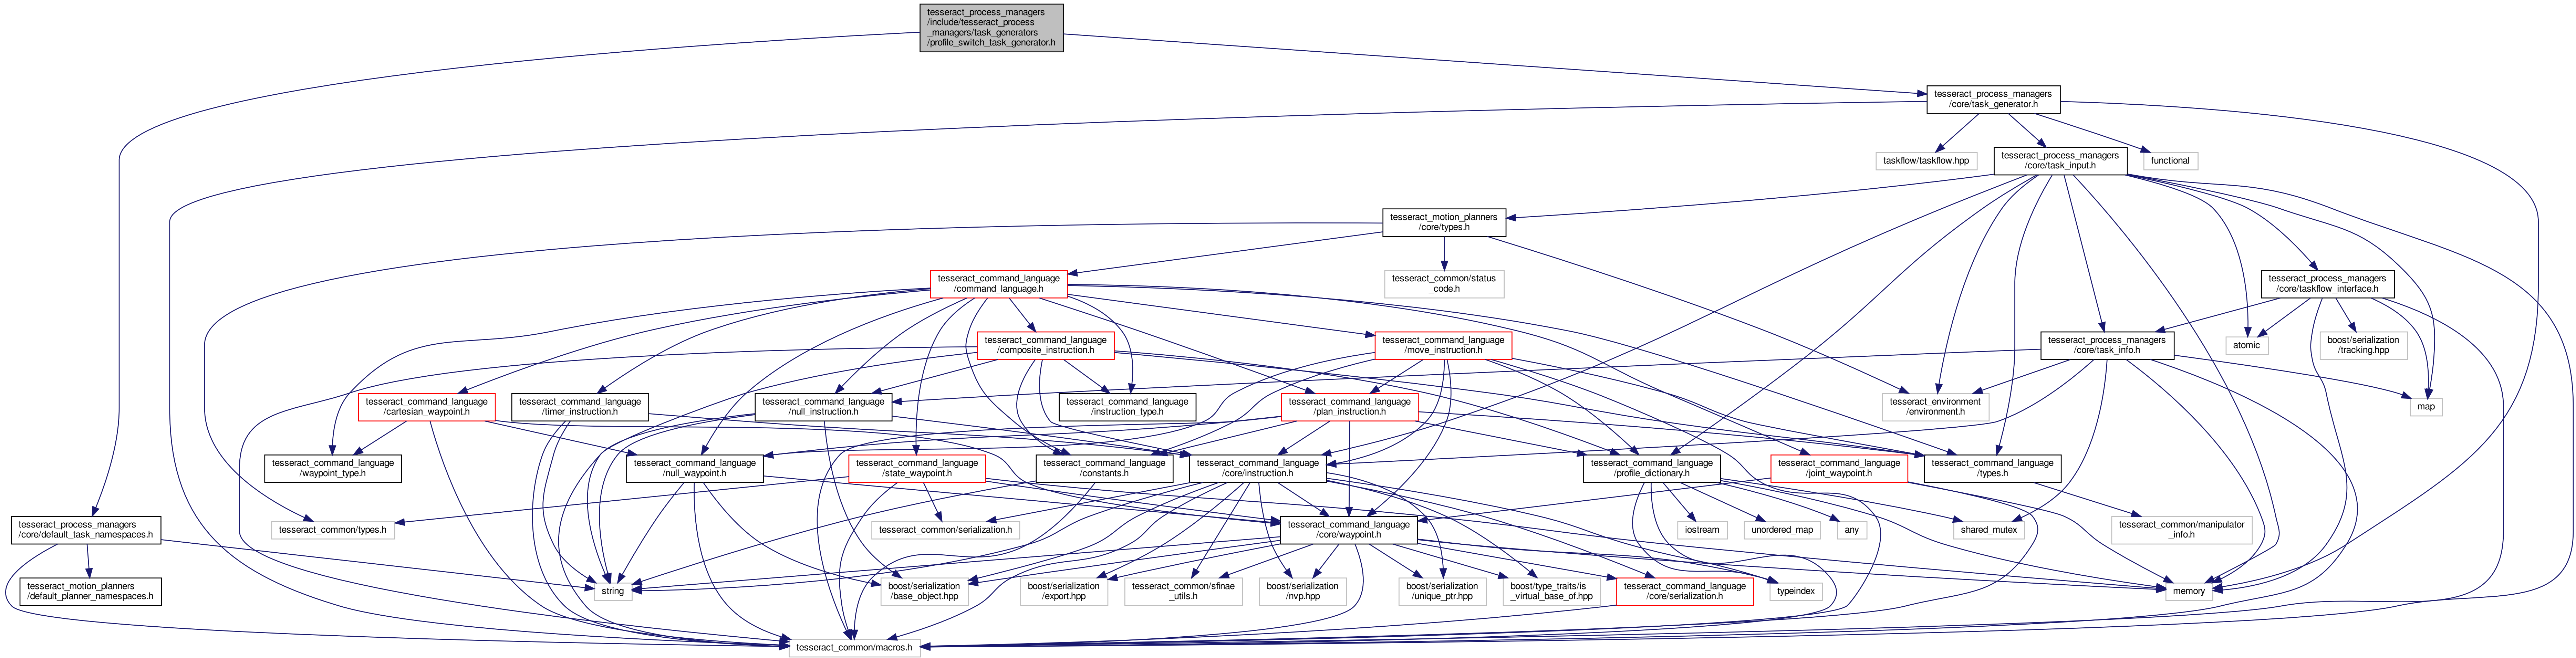 tesseract_process_managers
/include/tesseract_process
_managers/task_generators
/profile_switch_task_generator.h
tesseract_process_managers
/core/task_generator.h
taskflow/taskflow.hpp
tesseract_process_managers
/core/task_input.h
functional
tesseract_motion_planners
/core/types.h
tesseract_command_language
/command_language.h
tesseract_common/status
_code.h
tesseract_process_managers
/core/taskflow_interface.h
tesseract_command_language
/composite_instruction.h
tesseract_command_language
/move_instruction.h
tesseract_process_managers
/core/task_info.h
atomic
boost/serialization
/tracking.hpp
tesseract_command_language
/cartesian_waypoint.h
tesseract_command_language
/timer_instruction.h
tesseract_command_language
/null_instruction.h
tesseract_command_language
/instruction_type.h
tesseract_command_language
/plan_instruction.h
tesseract_environment
/environment.h
map
tesseract_command_language
/waypoint_type.h
tesseract_command_language
/null_waypoint.h
tesseract_command_language
/state_waypoint.h
tesseract_command_language
/constants.h
tesseract_command_language
/core/instruction.h
tesseract_command_language
/profile_dictionary.h
tesseract_command_language
/joint_waypoint.h
tesseract_command_language
/types.h
tesseract_process_managers
/core/default_task_namespaces.h
tesseract_common/types.h
tesseract_common/serialization.h
tesseract_command_language
/core/waypoint.h
iostream
unordered_map
any
shared_mutex
tesseract_common/manipulator
_info.h
tesseract_motion_planners
/default_planner_namespaces.h
string
boost/serialization
/base_object.hpp
boost/serialization
/export.hpp
tesseract_common/sfinae
_utils.h
boost/serialization
/nvp.hpp
boost/serialization
/unique_ptr.hpp
boost/type_traits/is
_virtual_base_of.hpp
tesseract_command_language
/core/serialization.h
typeindex
memory
tesseract_common/macros.h